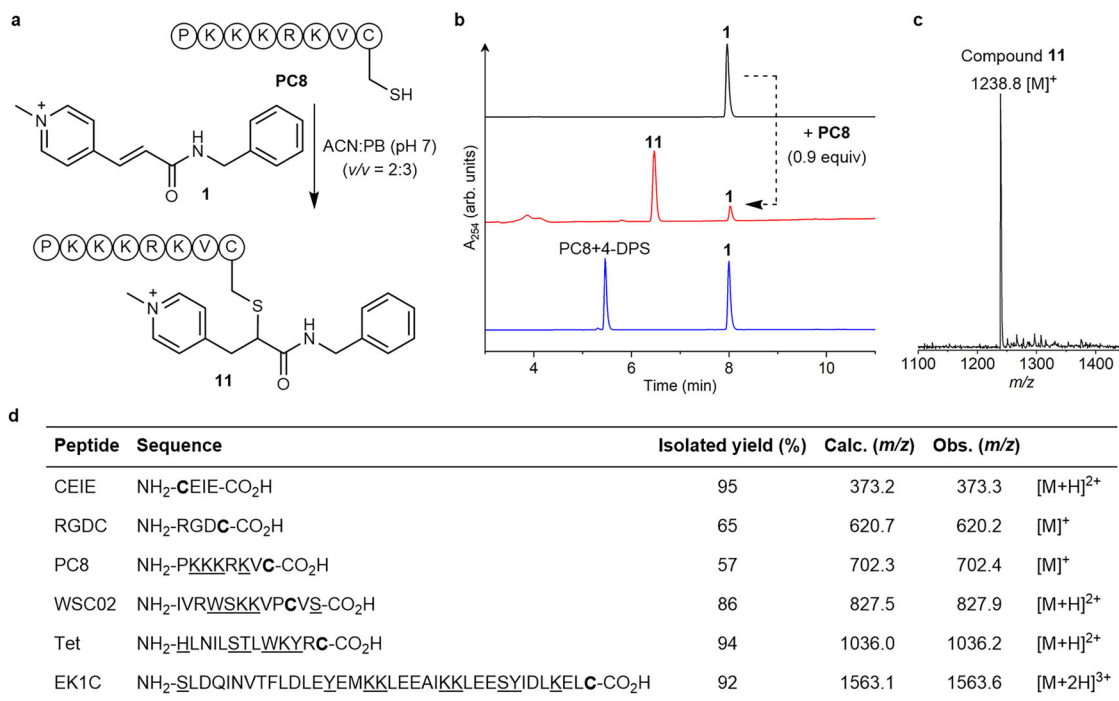 a
P K K K R K V C
PC8
SH
N
+
H
N
O
1
ACN:PB (pH 7)
(v/v = 2:3)
P K K K R K V C
N
+
S
H
N
O
11
b
1
+ PC8
(0.9 equiv)
11
1
PC8+4-DPS
1
A254 (arb. units)
4 6 8 10
Time (min)
c
Compound 11
1238.8 [M]+
1100 1200 1300 1400
m/z
d
Peptide Sequence Isolated yield (%) Calc. (m/z) Obs. (m/z)
CEIE NH2-CEIE-CO2H 95 373.2 373.3 [M+H]2+
RGDC NH2-RGDC-CO2H 65 620.7 620.2 [M]+
PC8 NH2-PKKKRKVC-CO2H 57 702.3 702.4 [M]+
WSC02 NH2-IVRWSKKVPCVS-CO2H 86 827.5 827.9 [M+H]2+
Tet NH2-HLNILSTLWKYRC-CO2H 94 1036.0 1036.2 [M+H]2+
EK1C NH2-SLDQINVTFLDLEYEMKKLEEAIKKLEESYIDLKELC-CO2H 92 1563.1 1563.6 [M+2H]3+